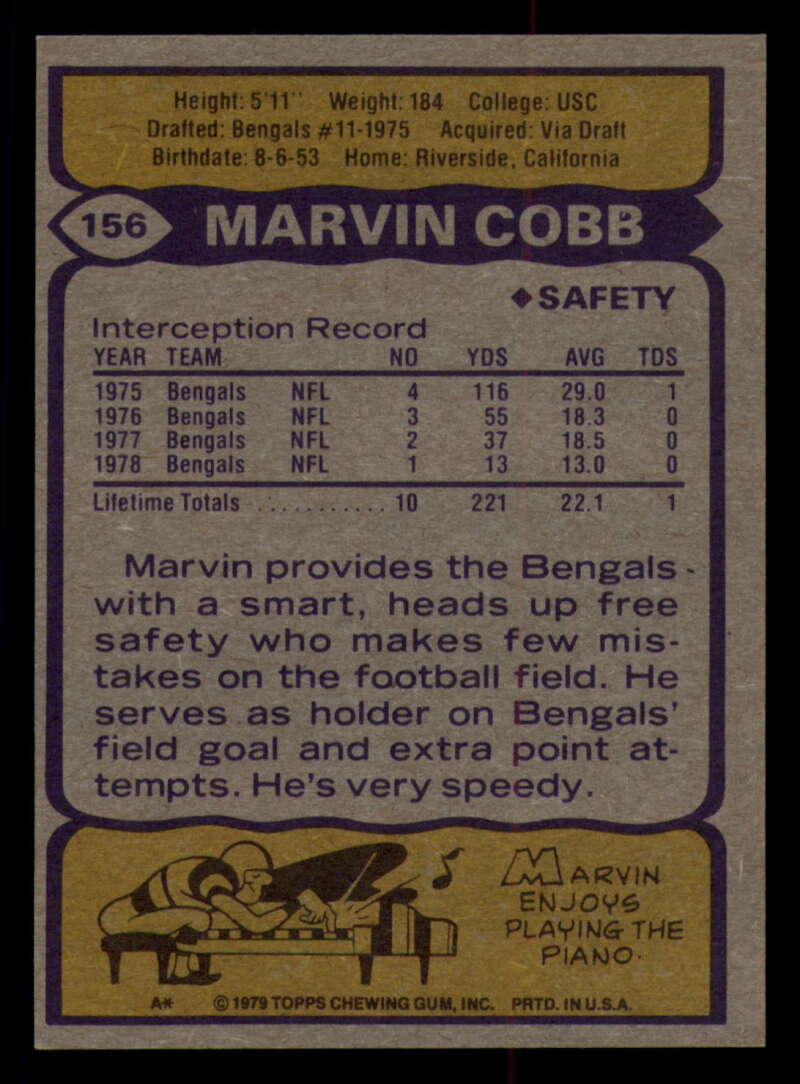 Height: 5'11" Weight: 184 College: USC
Drafted: Bengals #11-1975 Acquired: Via Draft
Birthdate: 8-6-53 Home: Riverside, California
156 MARVIN COBB
◆SAFETY
Interception Record
YEAR TEAM NO YDS AVG TDS
1975 Bengals NFL 4 116 29.0 1
1976 Bengals NFL 3 55 18.3 0
1977 Bengals NFL 2 37 18.5 0
1978 Bengals NFL 1 13 13.0 0
Lifetime Totals ........... 10 221 22.1 1
Marvin provides the Bengals
with a smart, heads up free
safety who makes few mis-
takes on the football field. He
serves as holder on Bengals'
field goal and extra point at-
tempts. He's very speedy.
MARVIN
ENJOYS
PLAYING THE
PIANO.
A* © 1979 TOPPS CHEWING GUM, INC. PRTD. IN U.S.A.